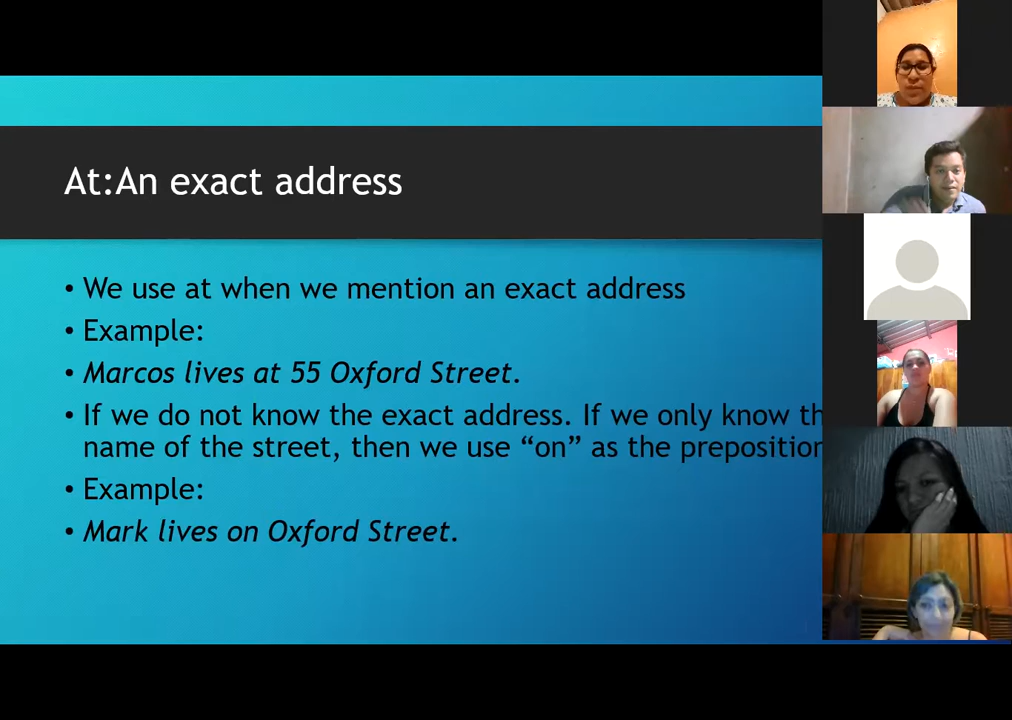 At:An exact address
• We use at when we mention an exact address
• Example:
• Marcos lives at 55 Oxford Street.
• If we do not know the exact address. If we only know th
name of the street, then we use “on” as the preposition
• Example:
• Mark lives on Oxford Street.